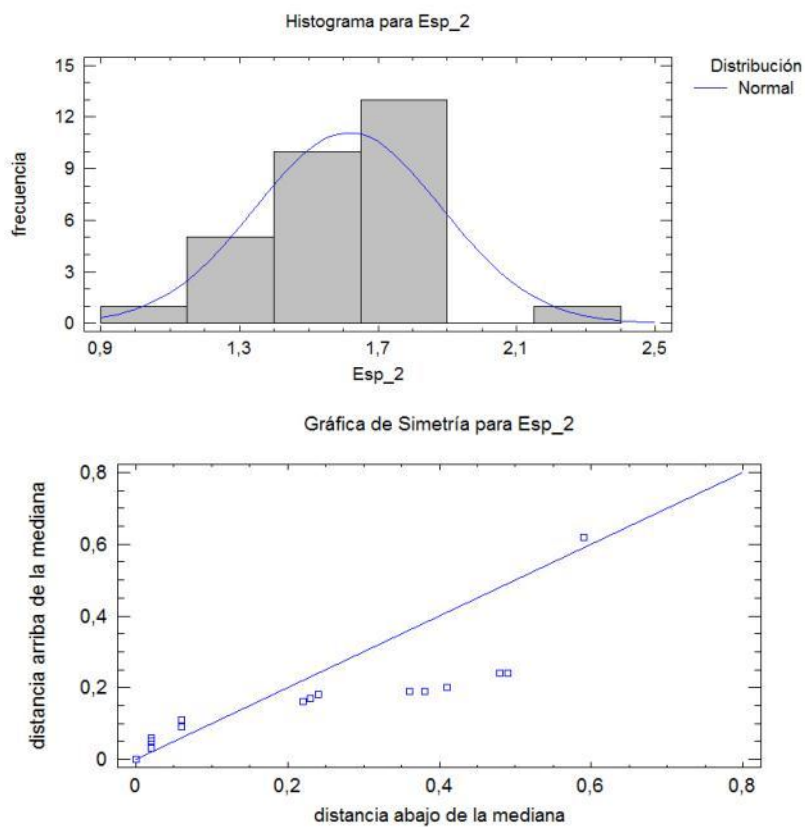 Histograma para Esp_2
Distribución
Normal
15
12
9
6
3
0
frecuencia
0,9 1,3 1,7 2,1 2,5
Esp_2
Gráfica de Simetría para Esp_2
0,8
0,6
0,4
0,2
0
distancia arriba de la mediana
0 0,2 0,4 0,6 0,8
distancia abajo de la mediana